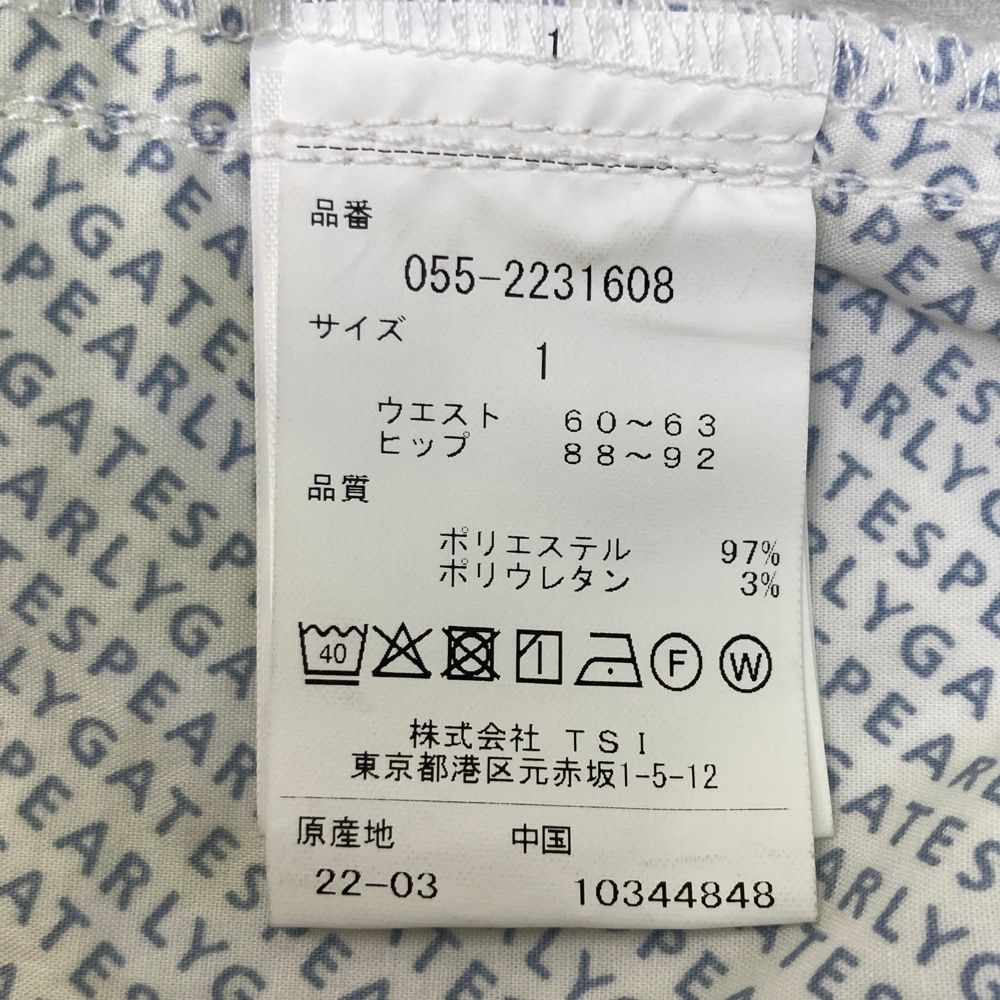 1
品番
055-2231608
サイズ
1
ウエスト 60～63
ヒップ 88～92
品質
ポリエステル 97%
ポリウレタン 3%
40 F W
株式会社 TSI
東京都港区元赤坂1-5-12
原産地 中国
22-03 10344848
PEARLYGATES
PEARLYGATES
PEARLYGATES